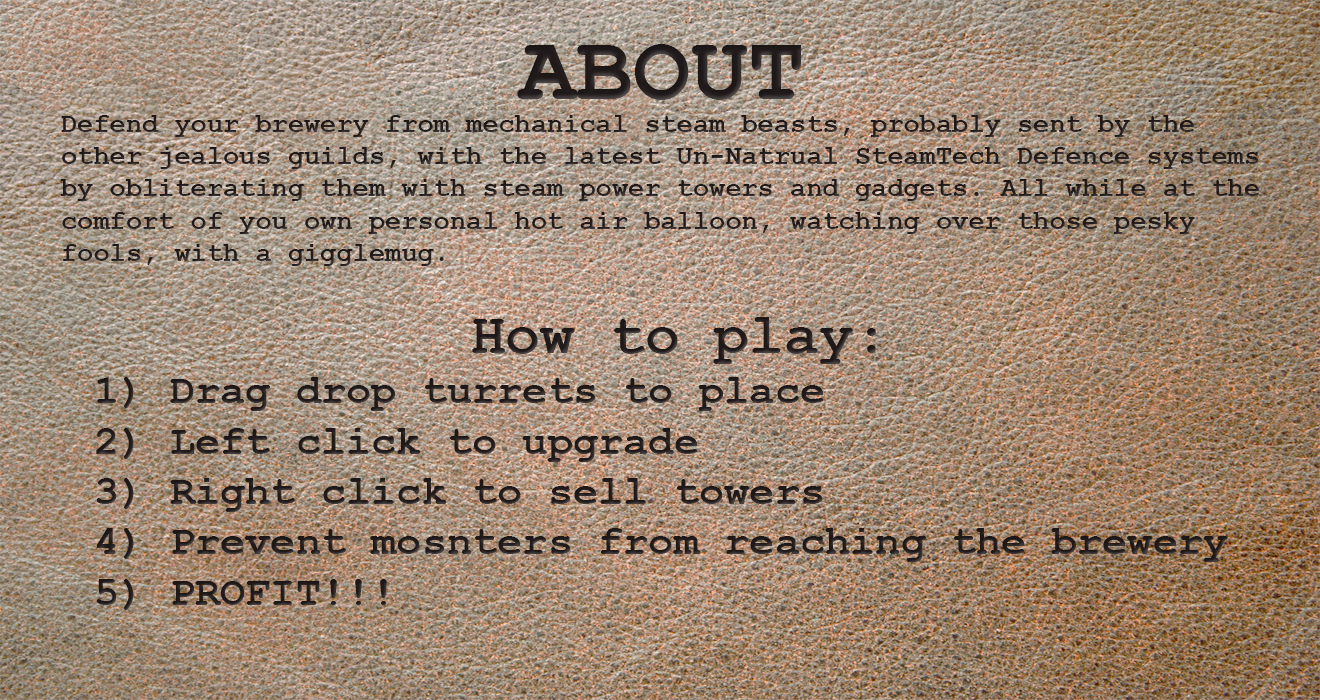 ABOUT
Defend your brewery from mechanical steam beasts, probably sent by the
other jealous guilds, with the latest Un-Natrual SteamTech Defence systems
by obliterating them with steam power towers and gadgets. All while at the
comfort of you own personal hot air balloon, watching over those pesky
fools, with a gigglemug.
How to play:
1) Drag drop turrets to place
2) Left click to upgrade
3) Right click to sell towers
4) Prevent mosnters from reaching the brewery
5) PROFIT!!!